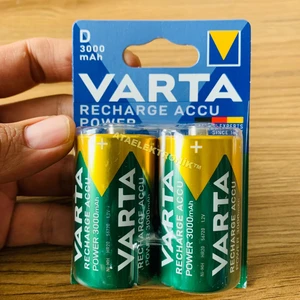 D
3000
mAh
VARTA
RECHARGE ACCU
POWER
VARTA
RECHARGE ACCU
POWER 3000mAh
VARTA
RECHARGE ACCU
POWER 3000mAh